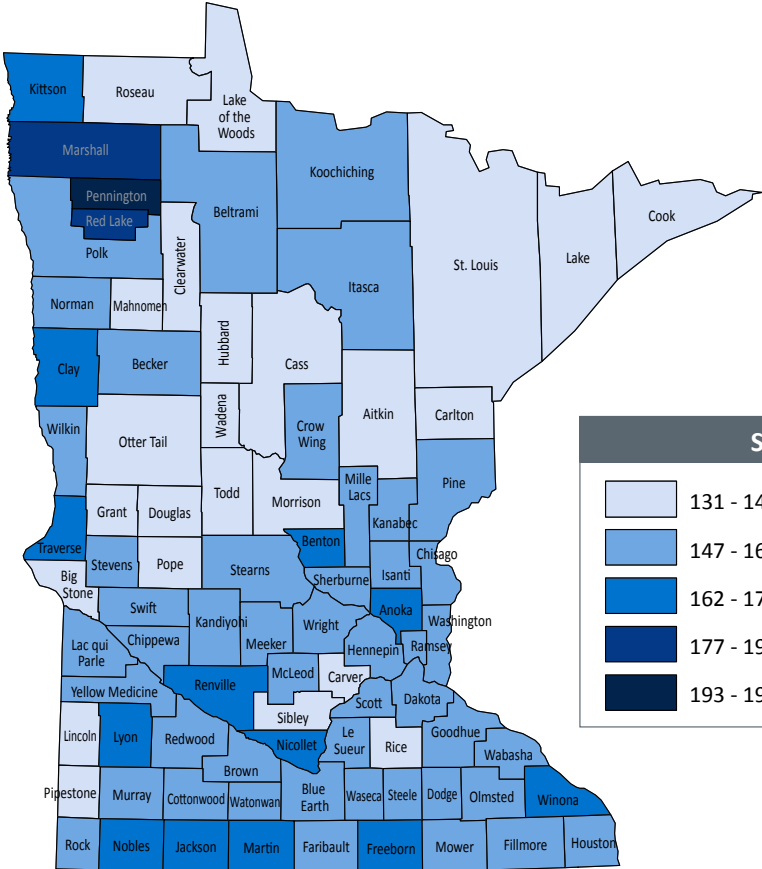 Kittson
Roseau
Lake
of the
Woods
Marshall
Koochiching
Pennington
Beltrami
Red Lake
Cook
Polk
Clearwater
St. Louis
Lake
Itasca
Norman
Mahnomen
Hubbard
Cass
Clay
Becker
Wadena
Aitkin
Carlton
Wilkin
Otter Tail
Crow
Wing
Mille
Lacs
Pine
Todd
Morrison
Grant
Douglas
Kanabec
Traverse
Benton
Chisago
Stevens
Pope
Stearns
Sherburne
Isanti
Big
Stone
Swift
Kandiyohi
Anoka
Wright
Washington
Lac qui
Parle
Chippewa
Meeker
Hennepin
Ramsey
Yellow Medicine
Renville
McLeod
Carver
Scott
Dakota
Sibley
Lincoln
Lyon
Redwood
Nicollet
Le
Sueur
Rice
Goodhue
Wabasha
Brown
Pipestone
Murray
Cottonwood
Watonwan
Blue
Earth
Waseca
Steele
Dodge
Olmsted
Winona
Rock
Nobles
Jackson
Martin
Faribault
Freeborn
Mower
Fillmore
Houston
S
131 - 14
147 - 16
162 - 17
177 - 19
193 - 19